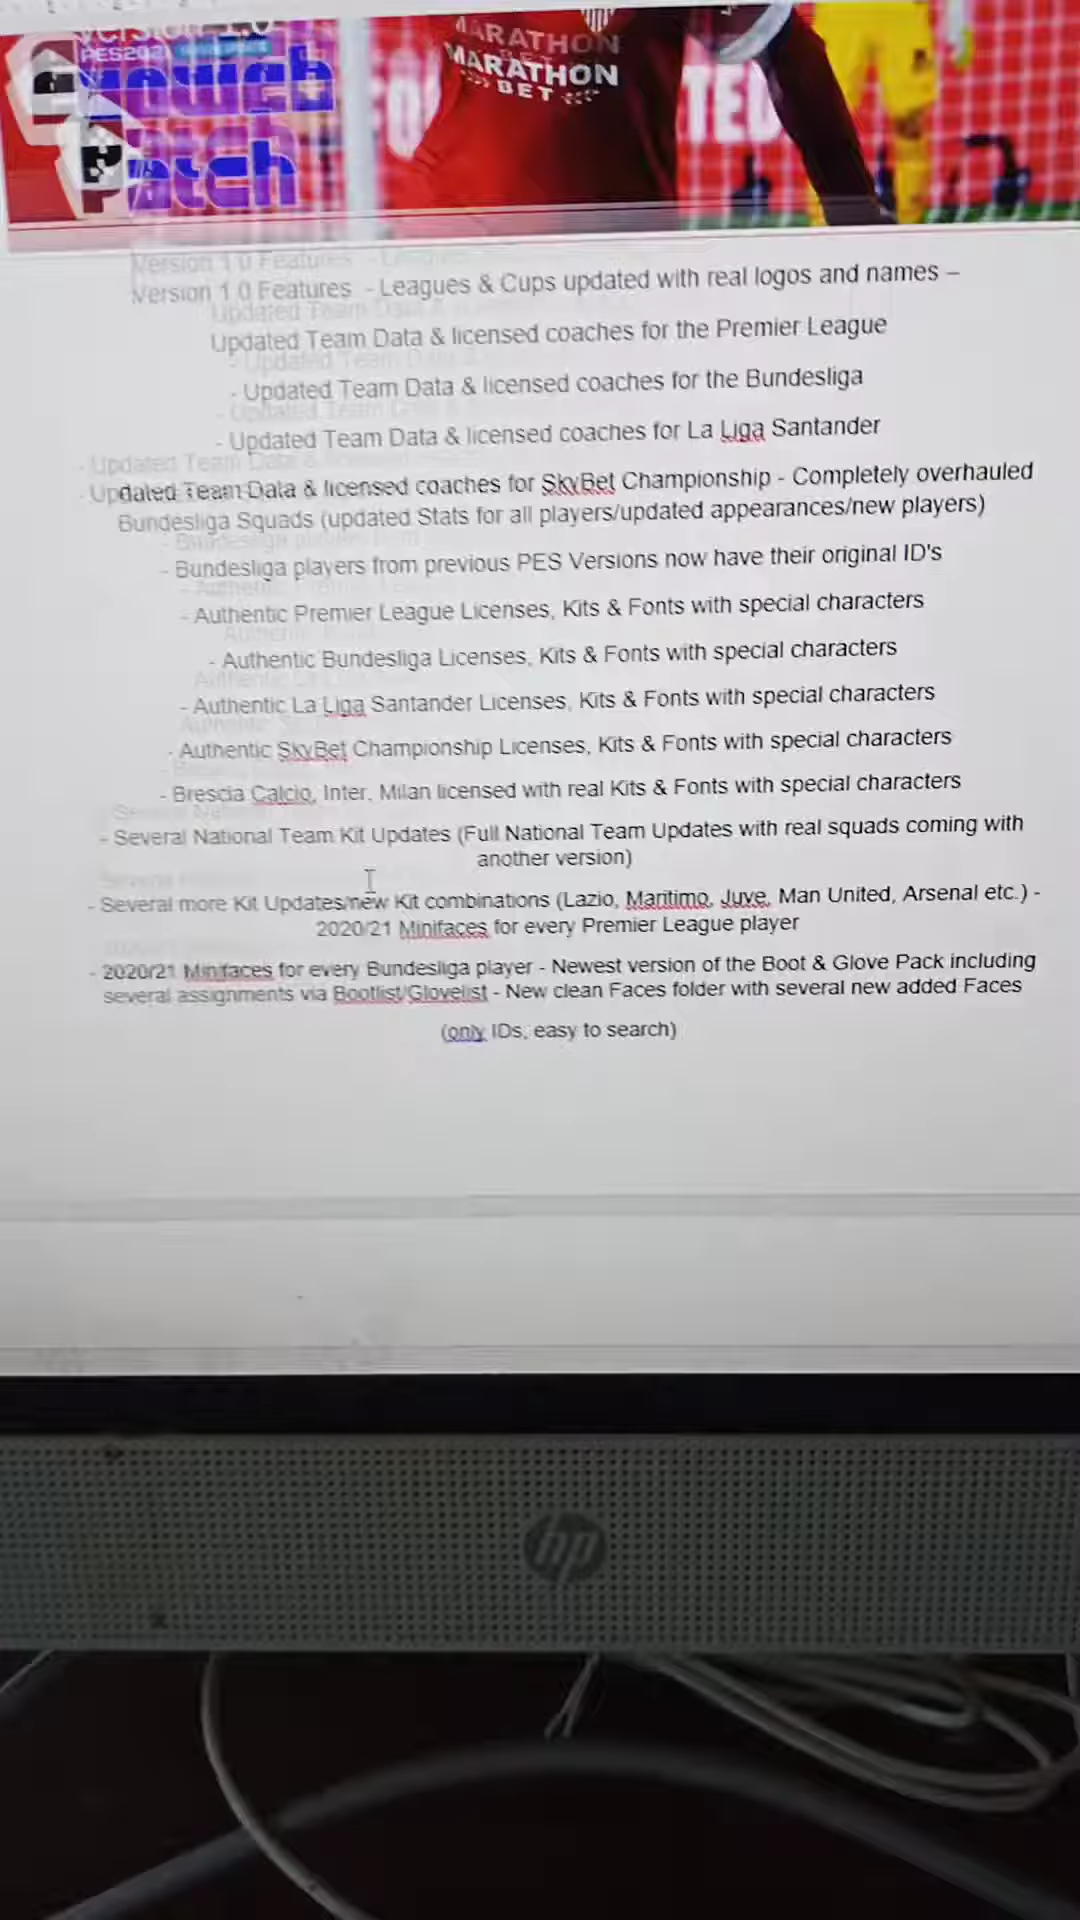 Version 1.0
PES2021
Evoweb
Patch
MARATHON
MARATHON
BET
TED
Version 1 0 Features - Leagues & Cups updated with real logos and names –
Updated Team Data & licensed coaches for the Premier League
- Updated Team Data & licensed coaches for the Bundesliga
- Updated Team Data & licensed coaches for La Liga Santander
- Updated Team Data & licensed coaches for SkyBet Championship - Completely overhauled
Bundesliga Squads (updated Stats for all players/updated appearances/new players)
- Bundesliga players from previous PES Versions now have their original ID's
- Authentic Premier League Licenses, Kits & Fonts with special characters
- Authentic Bundesliga Licenses, Kits & Fonts with special characters
- Authentic La Liga Santander Licenses, Kits & Fonts with special characters
- Authentic SkyBet Championship Licenses, Kits & Fonts with special characters
- Brescia Calcio, Inter, Milan licensed with real Kits & Fonts with special characters
- Several National Team Kit Updates (Full National Team Updates with real squads coming with
another version)
- Several more Kit Updates/new Kit combinations (Lazio, Maritimo, Juve, Man United, Arsenal etc.) -
2020/21 Minifaces for every Premier League player
- 2020/21 Minifaces for every Bundesliga player - Newest version of the Boot & Glove Pack including
several assignments via Bootlist/Glovelist - New clean Faces folder with several new added Faces
(only IDs, easy to search)
hp